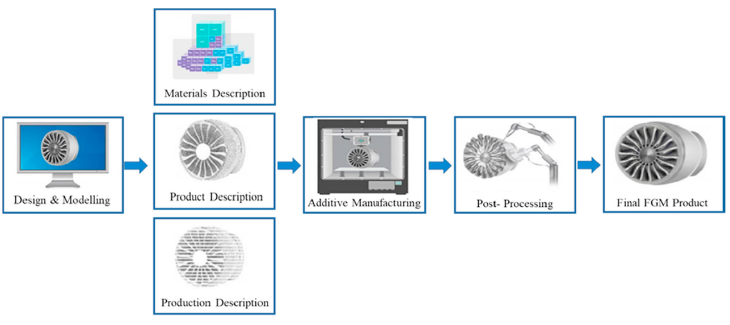 Materials Description
Design & Modelling
Product Description
Additive Manufacturing
Post- Processing
Final FGM Product
Production Description